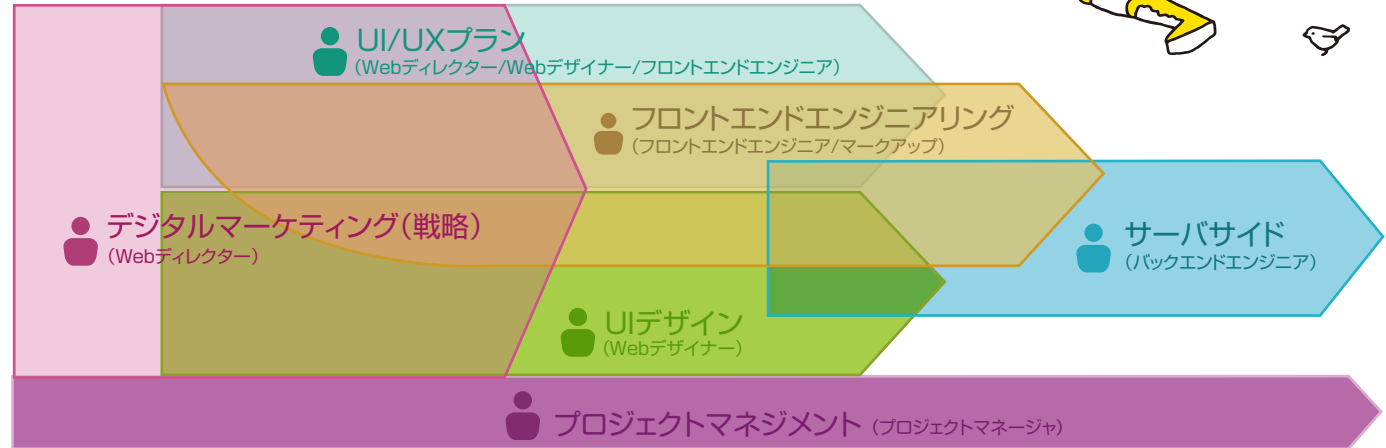 UI/UXプラン
（Webディレクター/Webデザイナー/フロントエンドエンジニア）
フロントエンドエンジニアリング
（フロントエンドエンジニア/マークアップ）
デジタルマーケティング（戦略）
（Webディレクター）
サーバサイド
（バックエンドエンジニア）
UIデザイン
（Webデザイナー）
プロジェクトマネジメント（プロジェクトマネージャ）